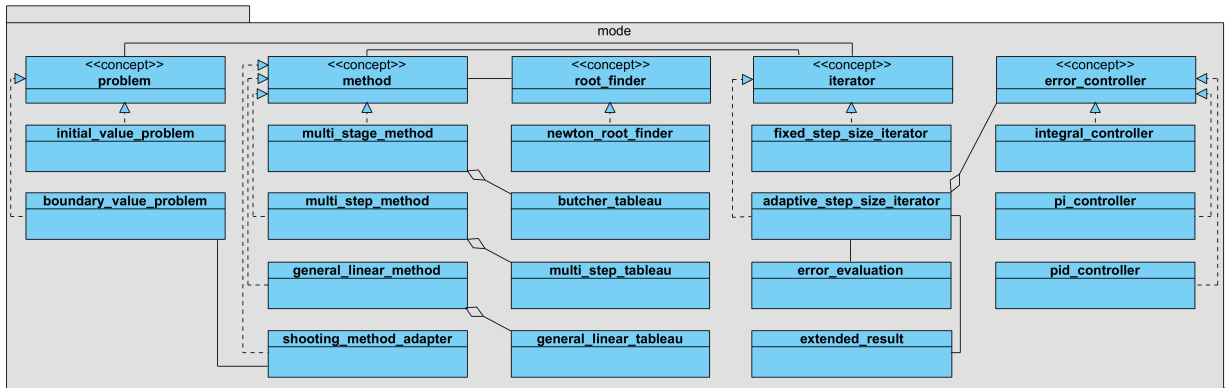 mode
<<concept>>
problem
<<concept>>
method
<<concept>>
root_finder
<<concept>>
iterator
<<concept>>
error_controller
initial_value_problem
multi_stage_method
newton_root_finder
fixed_step_size_iterator
integral_controller
boundary_value_problem
multi_step_method
butcher_tableau
adaptive_step_size_iterator
pi_controller
general_linear_method
multi_step_tableau
error_evaluation
pid_controller
shooting_method_adapter
general_linear_tableau
extended_result